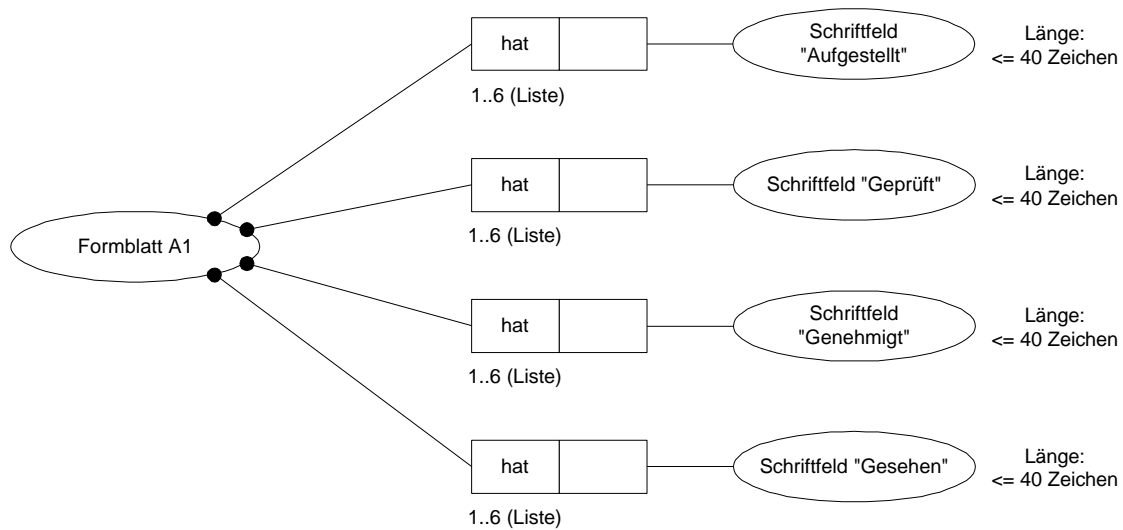 hat
Schriftfeld
"Aufgestellt"
Länge:
<= 40 Zeichen
1..6 (Liste)
hat
Schriftfeld "Geprüft"
Länge:
<= 40 Zeichen
1..6 (Liste)
Formblatt A1
hat
Schriftfeld
"Genehmigt"
Länge:
<= 40 Zeichen
1..6 (Liste)
hat
Schriftfeld "Gesehen"
Länge:
<= 40 Zeichen
1..6 (Liste)